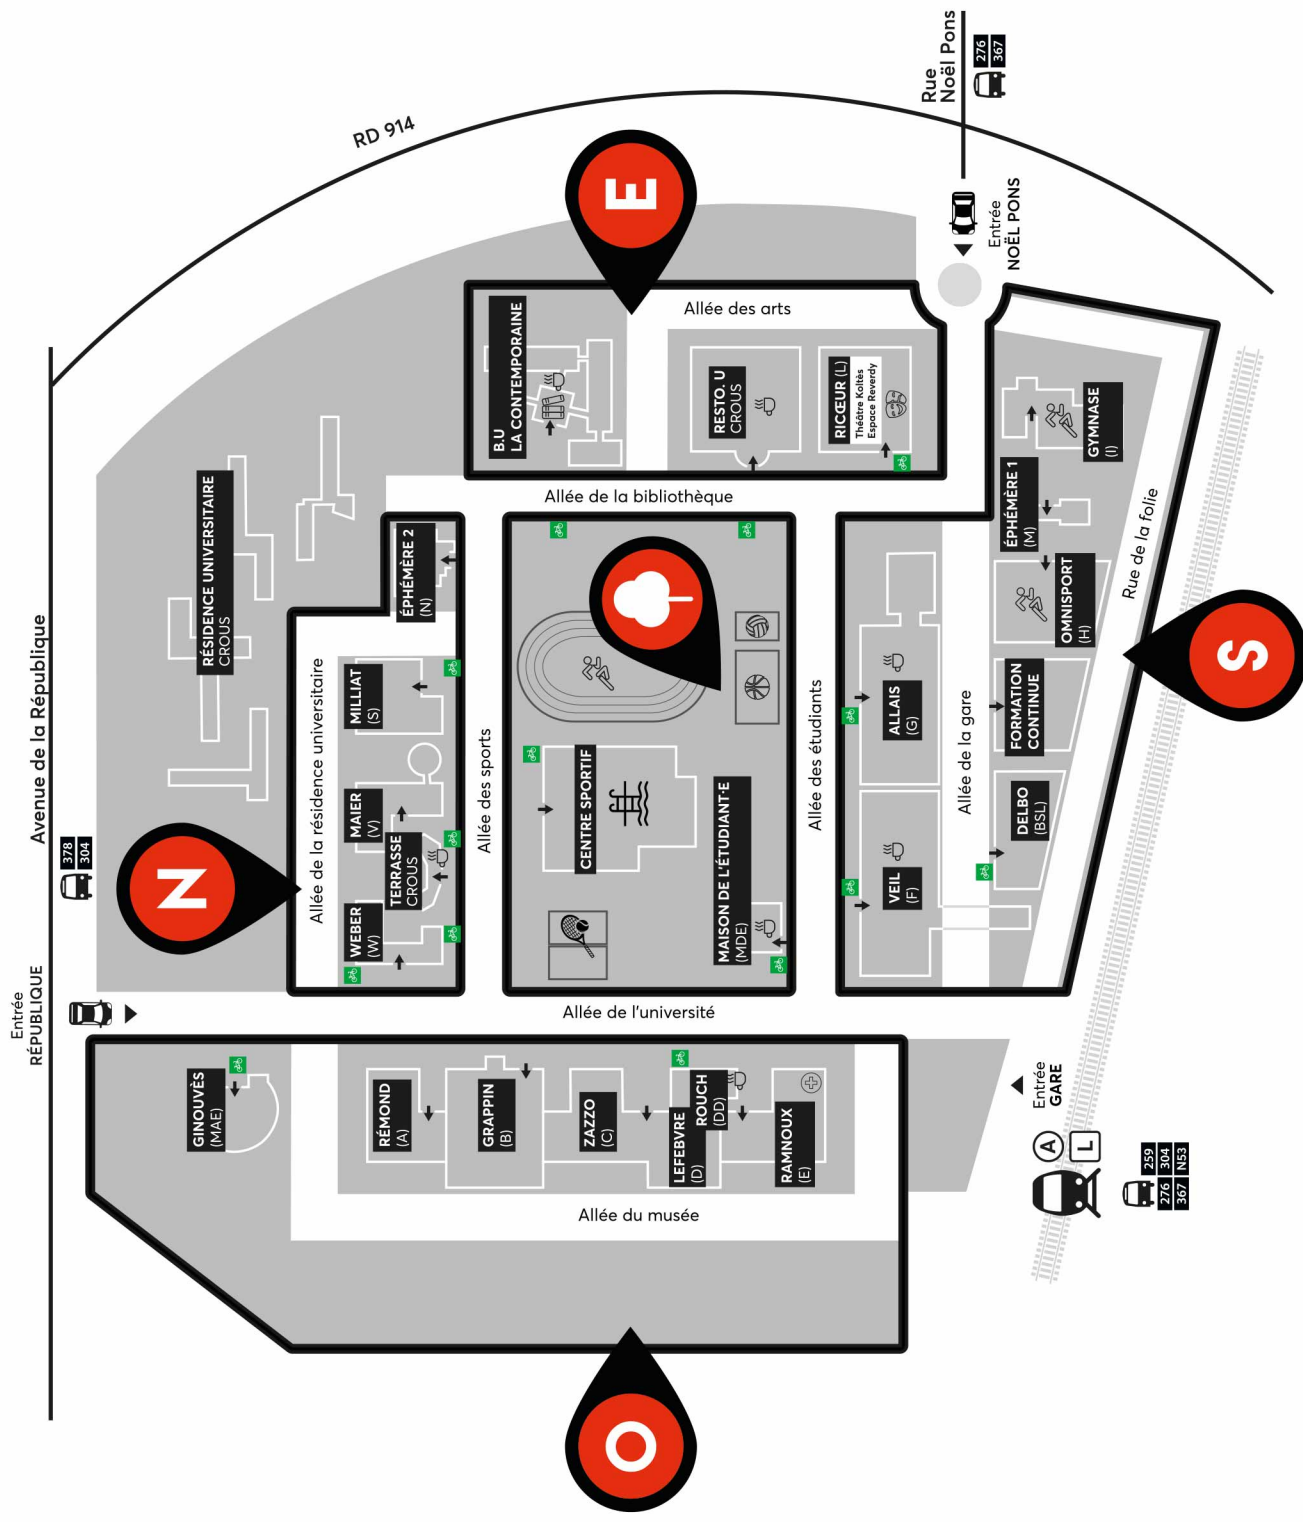 Avenue de la République
378
304
Entrée
RÉPUBLIQUE
RD 914
Rue
Noël Pons
276
367
Entrée
NOËL PONS
N
RÉSIDENCE UNIVERSITAIRE
CROUS
Allée de la résidence universitaire
WEBER
(W)
TERRASSE
CROUS
MAIER
(V)
MILLIAT
(S)
ÉPHÉMÈRE 2
(N)
Allée des sports
E
B.U
LA CONTEMPORAINE
Allée des arts
RESTO. U
CROUS
RICŒUR (L)
Théâtre Koltès
Espace Reverdy
Allée de la bibliothèque
CENTRE SPORTIF
MAISON DE L'ÉTUDIANT·E
(MDE)
Allée des étudiants
Allée de l'université
VEIL
(F)
ALLAIS
(G)
Allée de la gare
DELBO
(BSL)
FORMATION
CONTINUE
OMNISPORT
(H)
ÉPHÉMÈRE 1
(M)
GYMNASE
(I)
Rue de la folie
S
GINOUVÈS
(MAE)
RÉMOND
(A)
GRAPPIN
(B)
ZAZZO
(C)
LEFEBVRE
(D)
ROUCH
(DD)
RAMNOUX
(E)
Allée du musée
O
Entrée
GARE
A
L
259
276 304
367 N53